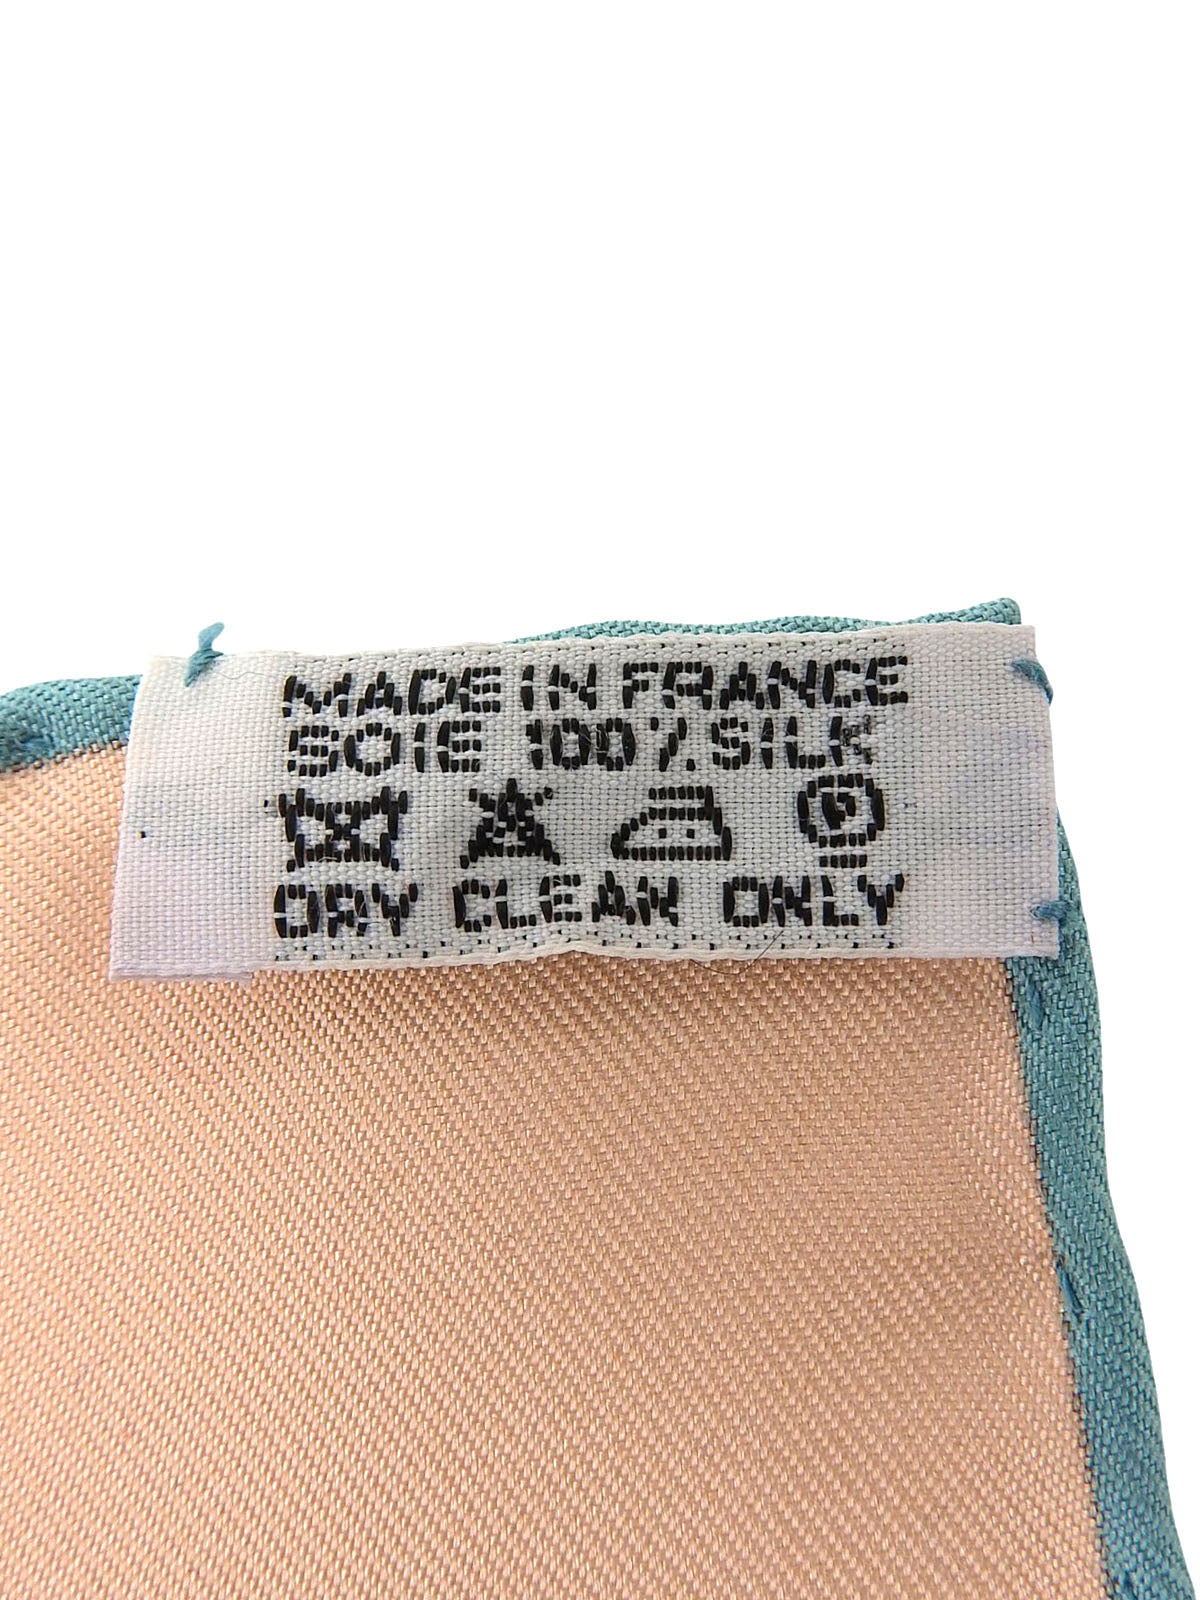 MADE IN FRANCE
SOIE 100% SILK
P
DRY CLEAN ONLY